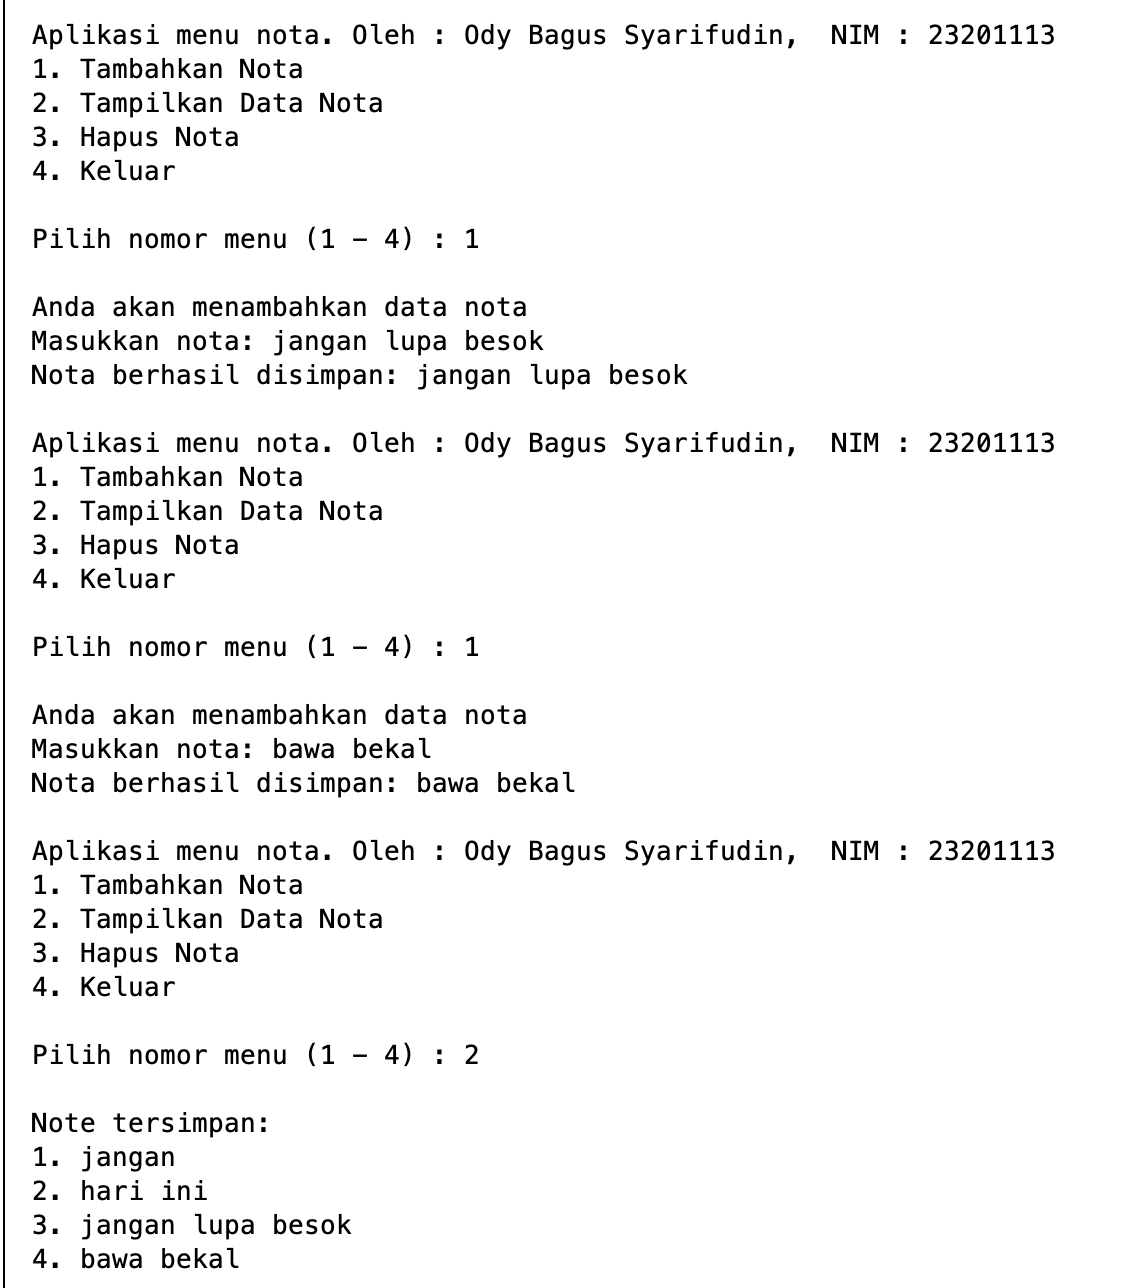 Aplikasi menu nota. Oleh : Ody Bagus Syarifudin,  NIM : 23201113
1. Tambahkan Nota
2. Tampilkan Data Nota
3. Hapus Nota
4. Keluar
Pilih nomor menu (1 - 4) : 1
Anda akan menambahkan data nota
Masukkan nota: jangan lupa besok
Nota berhasil disimpan: jangan lupa besok
Aplikasi menu nota. Oleh : Ody Bagus Syarifudin,  NIM : 23201113
1. Tambahkan Nota
2. Tampilkan Data Nota
3. Hapus Nota
4. Keluar
Pilih nomor menu (1 - 4) : 1
Anda akan menambahkan data nota
Masukkan nota: bawa bekal
Nota berhasil disimpan: bawa bekal
Aplikasi menu nota. Oleh : Ody Bagus Syarifudin,  NIM : 23201113
1. Tambahkan Nota
2. Tampilkan Data Nota
3. Hapus Nota
4. Keluar
Pilih nomor menu (1 - 4) : 2
Note tersimpan:
1. jangan
2. hari ini
3. jangan lupa besok
4. bawa bekal